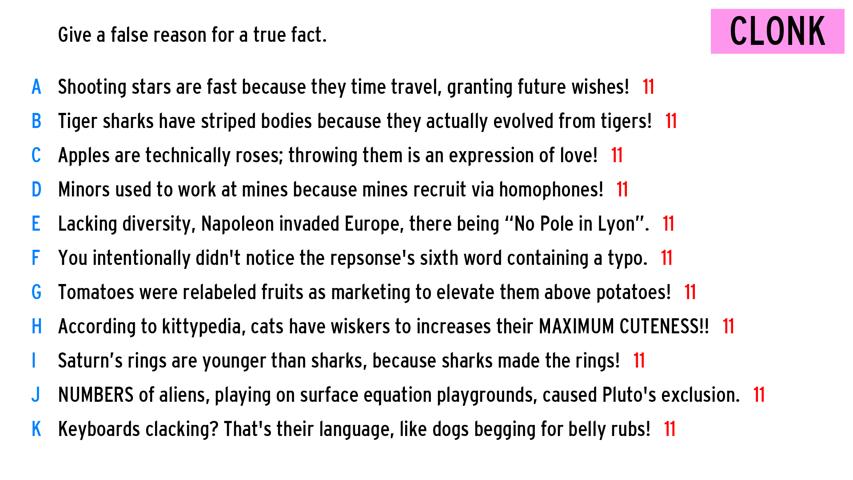 Give a false reason for a true fact.
CLONK
A Shooting stars are fast because they time travel, granting future wishes! 11
B Tiger sharks have striped bodies because they actually evolved from tigers! 11
C Apples are technically roses; throwing them is an expression of love! 11
D Minors used to work at mines because mines recruit via homophones! 11
E Lacking diversity, Napoleon invaded Europe, there being “No Pole in Lyon”. 11
F You intentionally didn't notice the repsonse's sixth word containing a typo. 11
G Tomatoes were relabeled fruits as marketing to elevate them above potatoes! 11
H According to kittypedia, cats have wiskers to increases their MAXIMUM CUTENESS!! 11
I Saturn’s rings are younger than sharks, because sharks made the rings! 11
J NUMBERS of aliens, playing on surface equation playgrounds, caused Pluto's exclusion. 11
K Keyboards clacking? That's their language, like dogs begging for belly rubs! 11